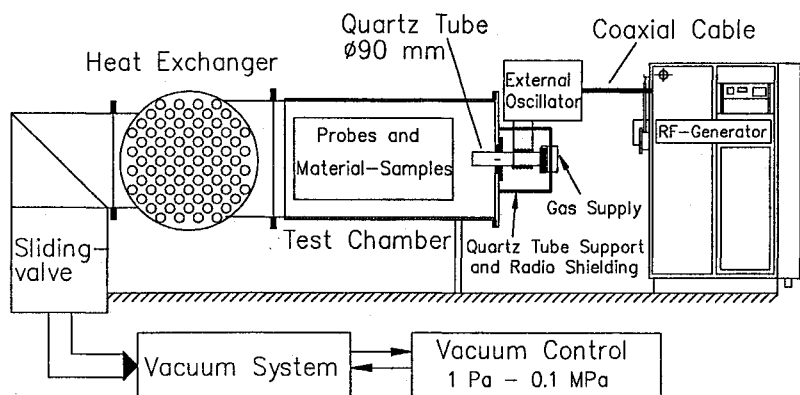 Quartz Tube
ø90 mm
Coaxial Cable
Heat Exchanger
External
Oscillator
RF-Generator
Probes and
Material-Samples
Gas Supply
Test Chamber
Quartz Tube Support
and Radio Shielding
Sliding-
valve
Vacuum System
Vacuum Control
1 Pa - 0.1 MPa